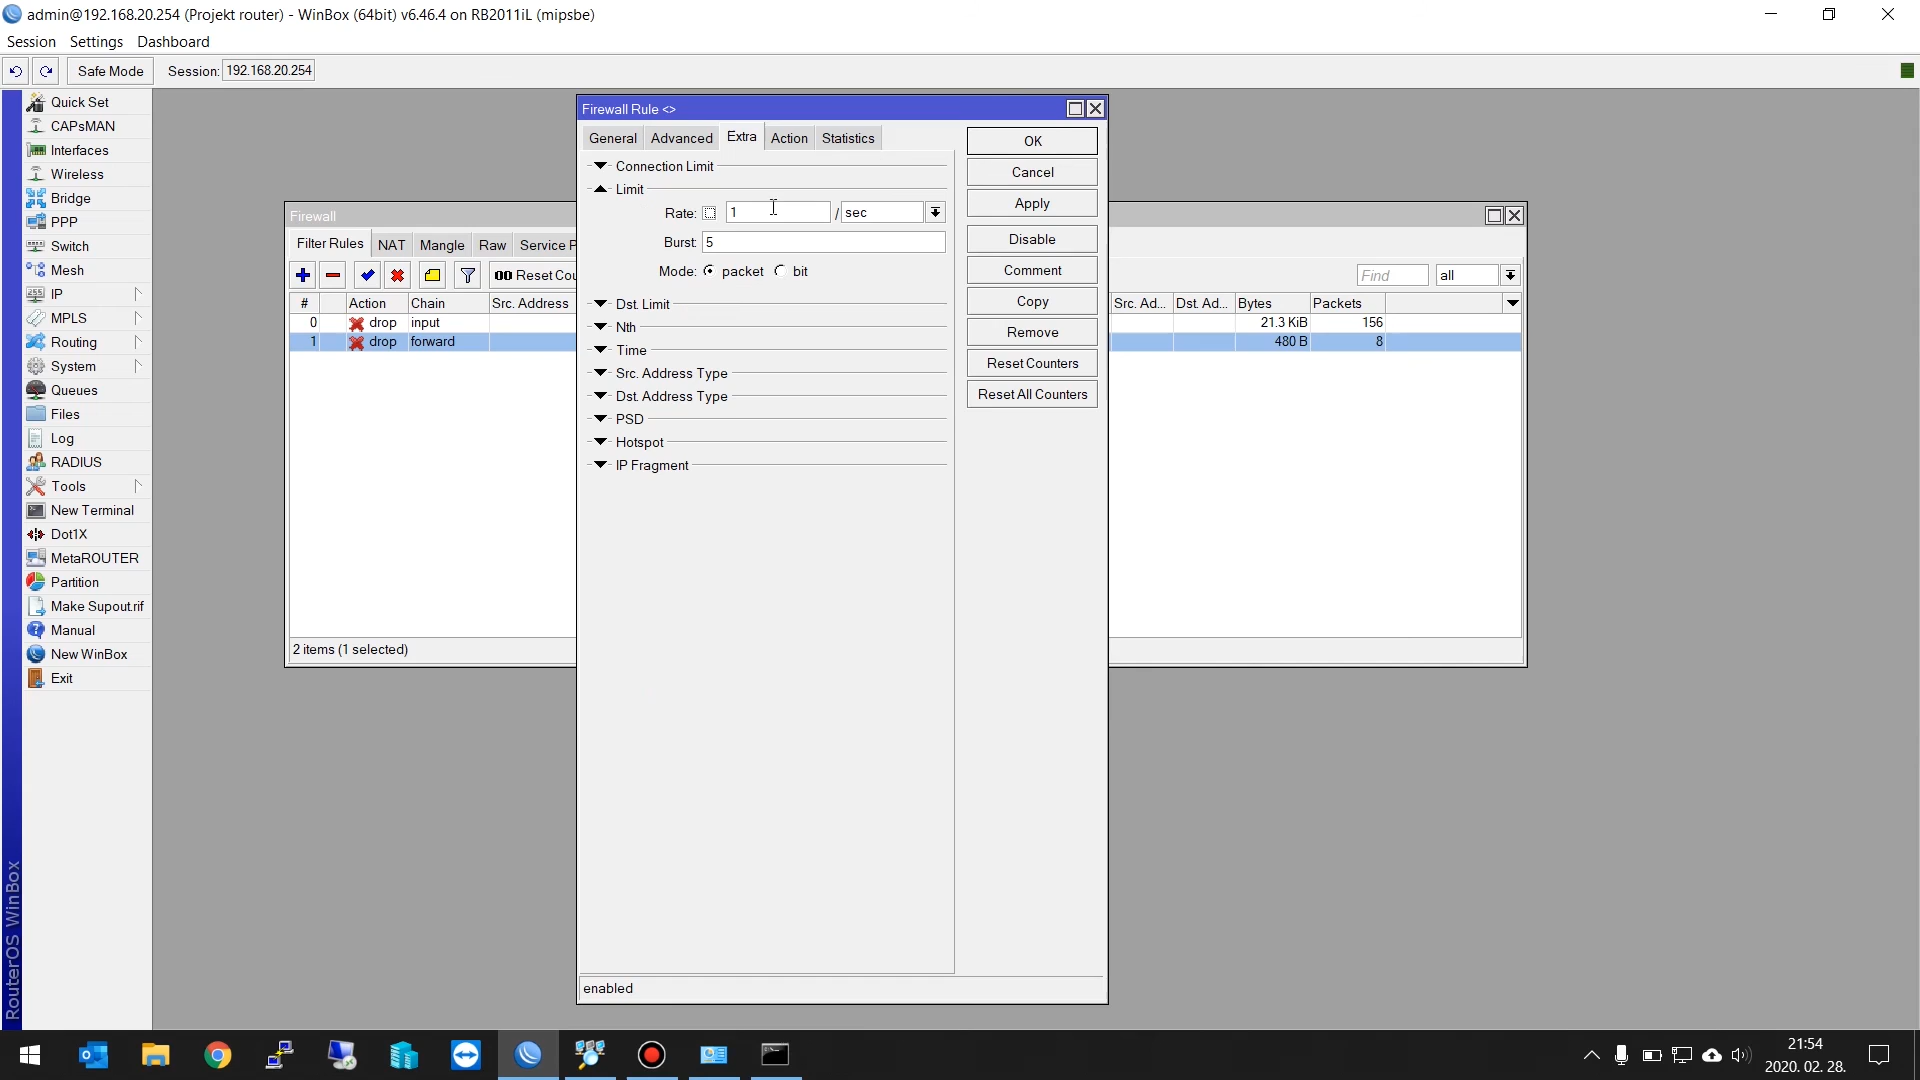 admin@192.168.20.254 (Projekt router) - WinBox (64bit) v6.46.4 on RB2011iL (mipsbe)
Session Settings Dashboard
Safe Mode Session: 192.168.20.254
Quick Set
CAPsMAN
Interfaces
Wireless
Bridge
PPP
Switch
Mesh
IP
MPLS
Routing
System
Queues
Files
Log
RADIUS
Tools
New Terminal
Dot1X
MetaROUTER
Partition
Make Supout.rif
Manual
New WinBox
Exit
RouterOS WinBox
Firewall
Filter Rules NAT Mangle Raw Service P
Reset Cou
Find all
# Action Chain Src. Address Src. Ad... Dst. Ad... Bytes Packets
0 drop input 21.3 KiB 156
1 drop forward 480 B 8
2 items (1 selected)
Firewall Rule <>
General Advanced Extra Action Statistics
Connection Limit
Limit
Rate: 1 / sec
Burst: 5
Mode: packet bit
Dst. Limit
Nth
Time
Src. Address Type
Dst. Address Type
PSD
Hotspot
IP Fragment
enabled
OK
Cancel
Apply
Disable
Comment
Copy
Remove
Reset Counters
Reset All Counters
21:54
2020. 02. 28.